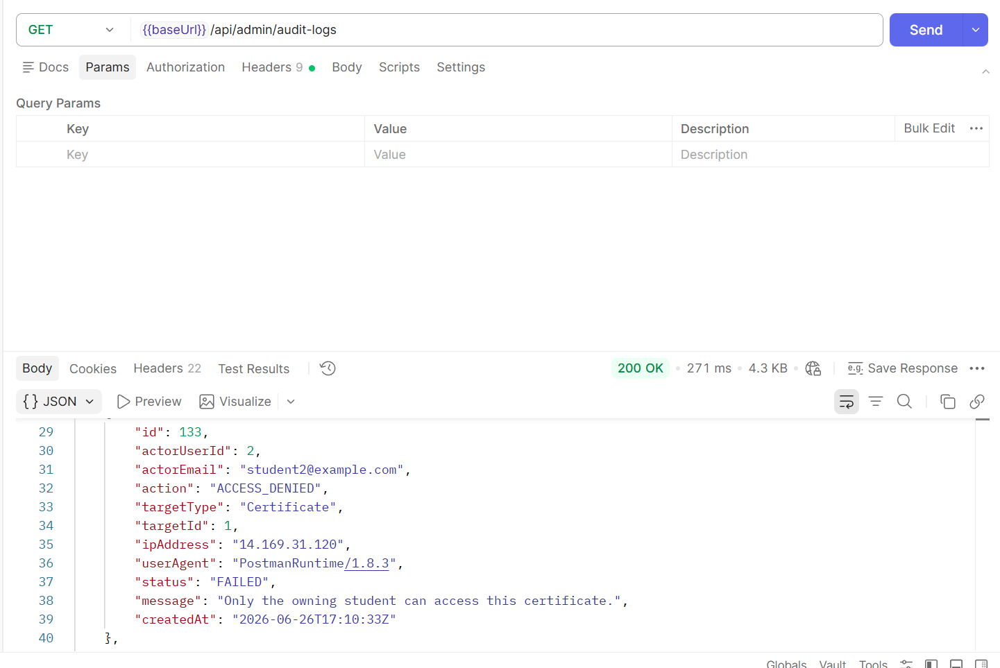 GET {{baseUrl}} /api/admin/audit-logs Send
Docs Params Authorization Headers 9 Body Scripts Settings
Query Params
Key Value Description Bulk Edit
Key Value Description
Body Cookies Headers 22 Test Results 200 OK 271 ms 4.3 KB e.g. Save Response
{} JSON Preview Visualize
29 "id": 133,
30 "actorUserId": 2,
31 "actorEmail": "student2@example.com",
32 "action": "ACCESS_DENIED",
33 "targetType": "Certificate",
34 "targetId": 1,
35 "ipAddress": "14.169.31.120",
36 "userAgent": "PostmanRuntime/1.8.3",
37 "status": "FAILED",
38 "message": "Only the owning student can access this certificate.",
39 "createdAt": "2026-06-26T17:10:33Z"
40 },
Globals Vault Tools